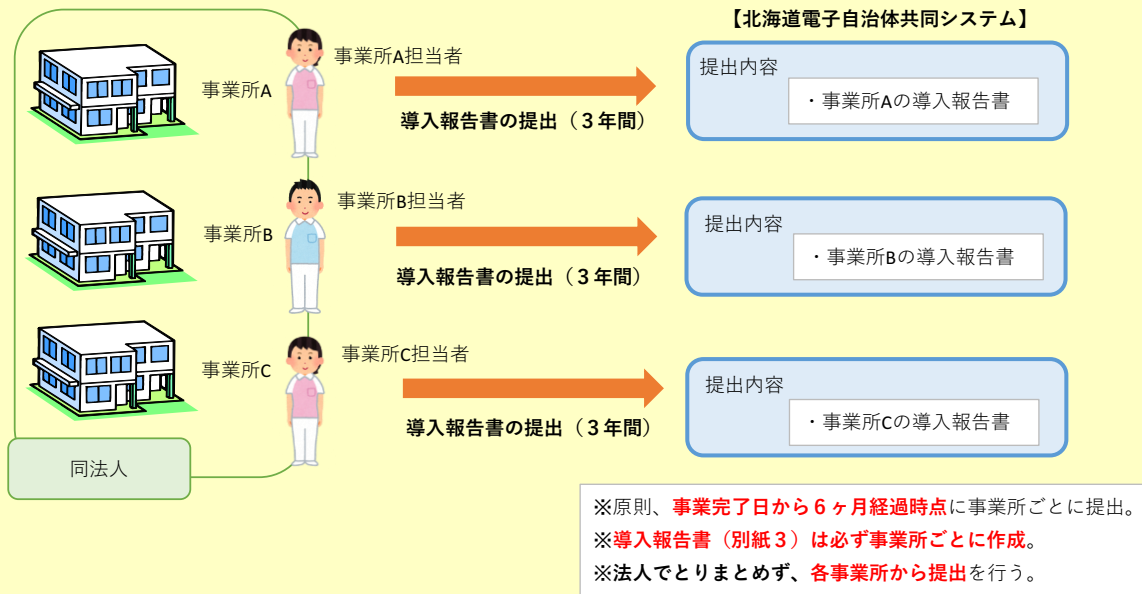 【北海道電子自治体共同システム】
事業所A
事業所A担当者
導入報告書の提出（３年間）
提出内容
・事業所Aの導入報告書
事業所B
事業所B担当者
導入報告書の提出（３年間）
提出内容
・事業所Bの導入報告書
事業所C
事業所C担当者
導入報告書の提出（３年間）
提出内容
・事業所Cの導入報告書
同法人
※原則、事業完了日から６ヶ月経過時点に事業所ごとに提出。
※導入報告書（別紙３）は必ず事業所ごとに作成。
※法人でとりまとめず、各事業所から提出を行う。